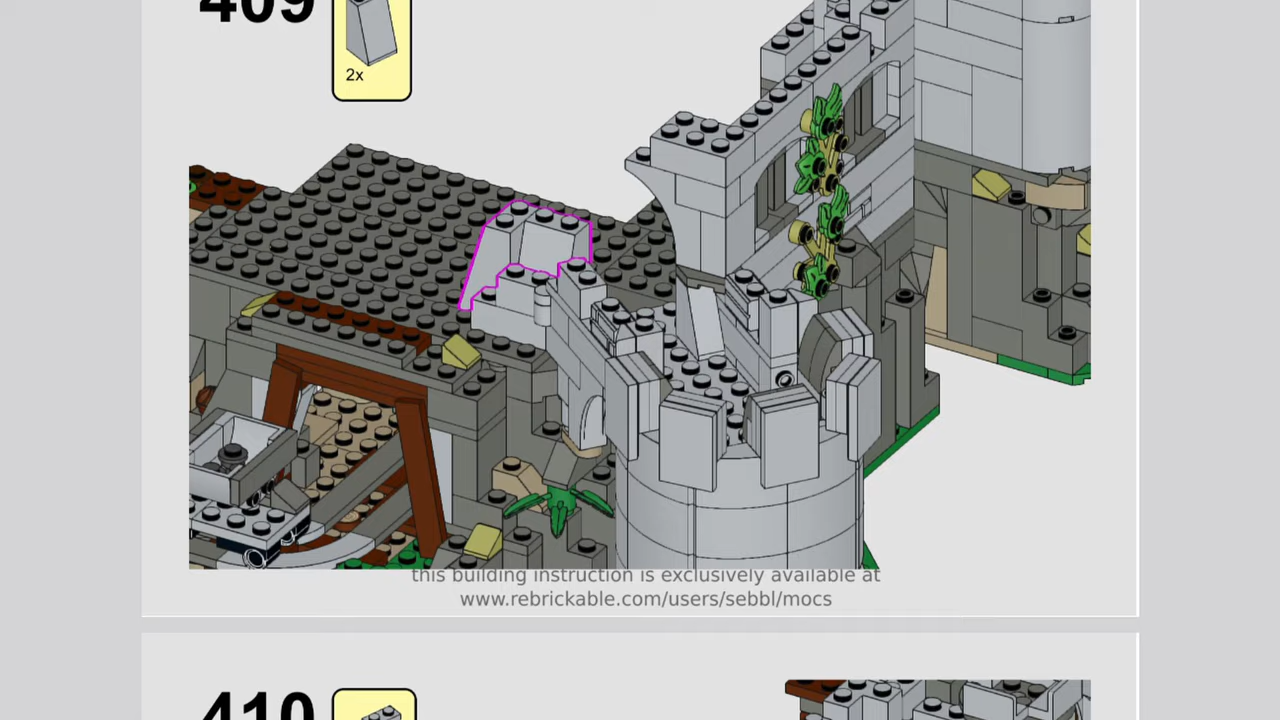 409
2x
this building instruction is exclusively available at
www.rebrickable.com/users/sebbl/mocs
410